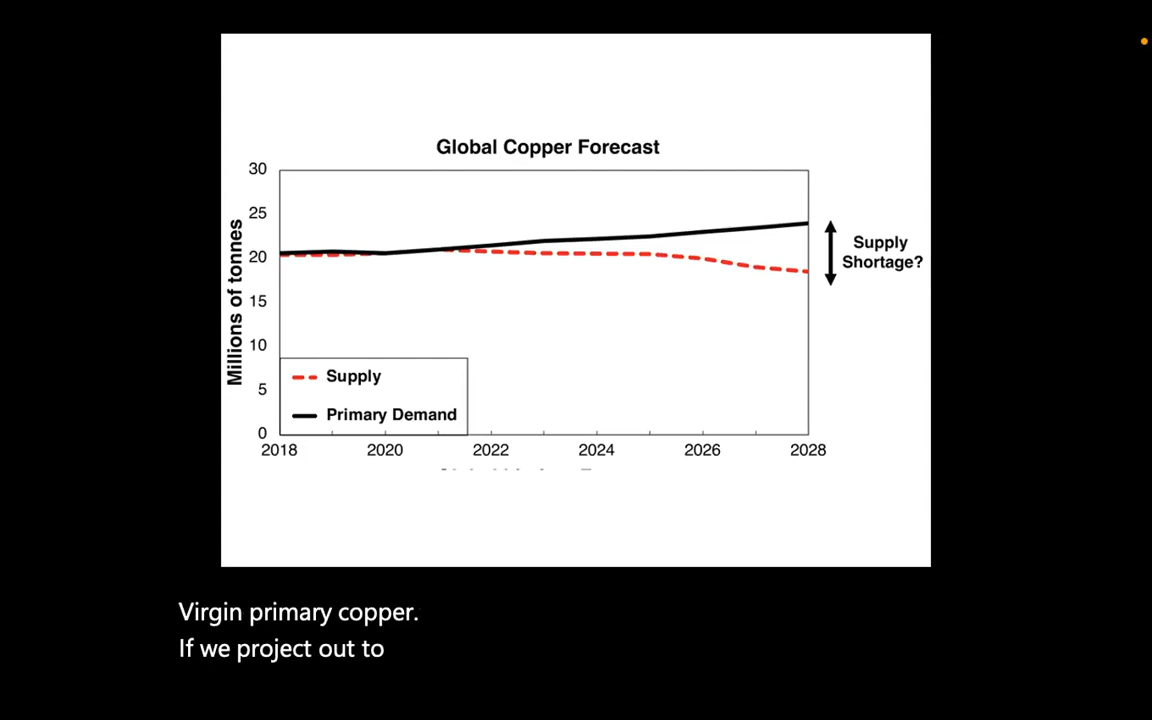 Global Copper Forecast
30
25
20
15
10
5
0
Millions of tonnes
Supply
Primary Demand
2018 2020 2022 2024 2026 2028
Supply
Shortage?
Virgin primary copper.
If we project out to